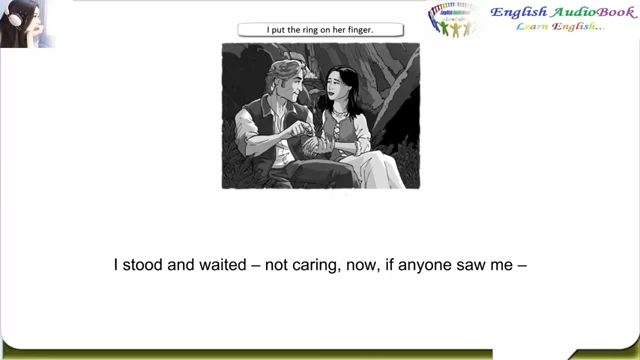 I put the ring on her finger.
English AudioBook
Learn English...
I stood and waited – not caring, now, if anyone saw me –